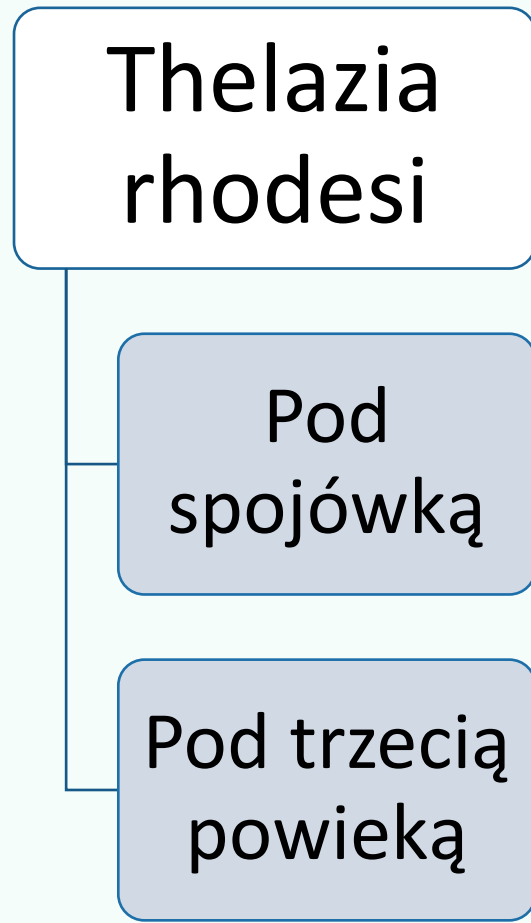 Thelazia
rhodesi
Pod
spojówką
Pod trzecią
powieką